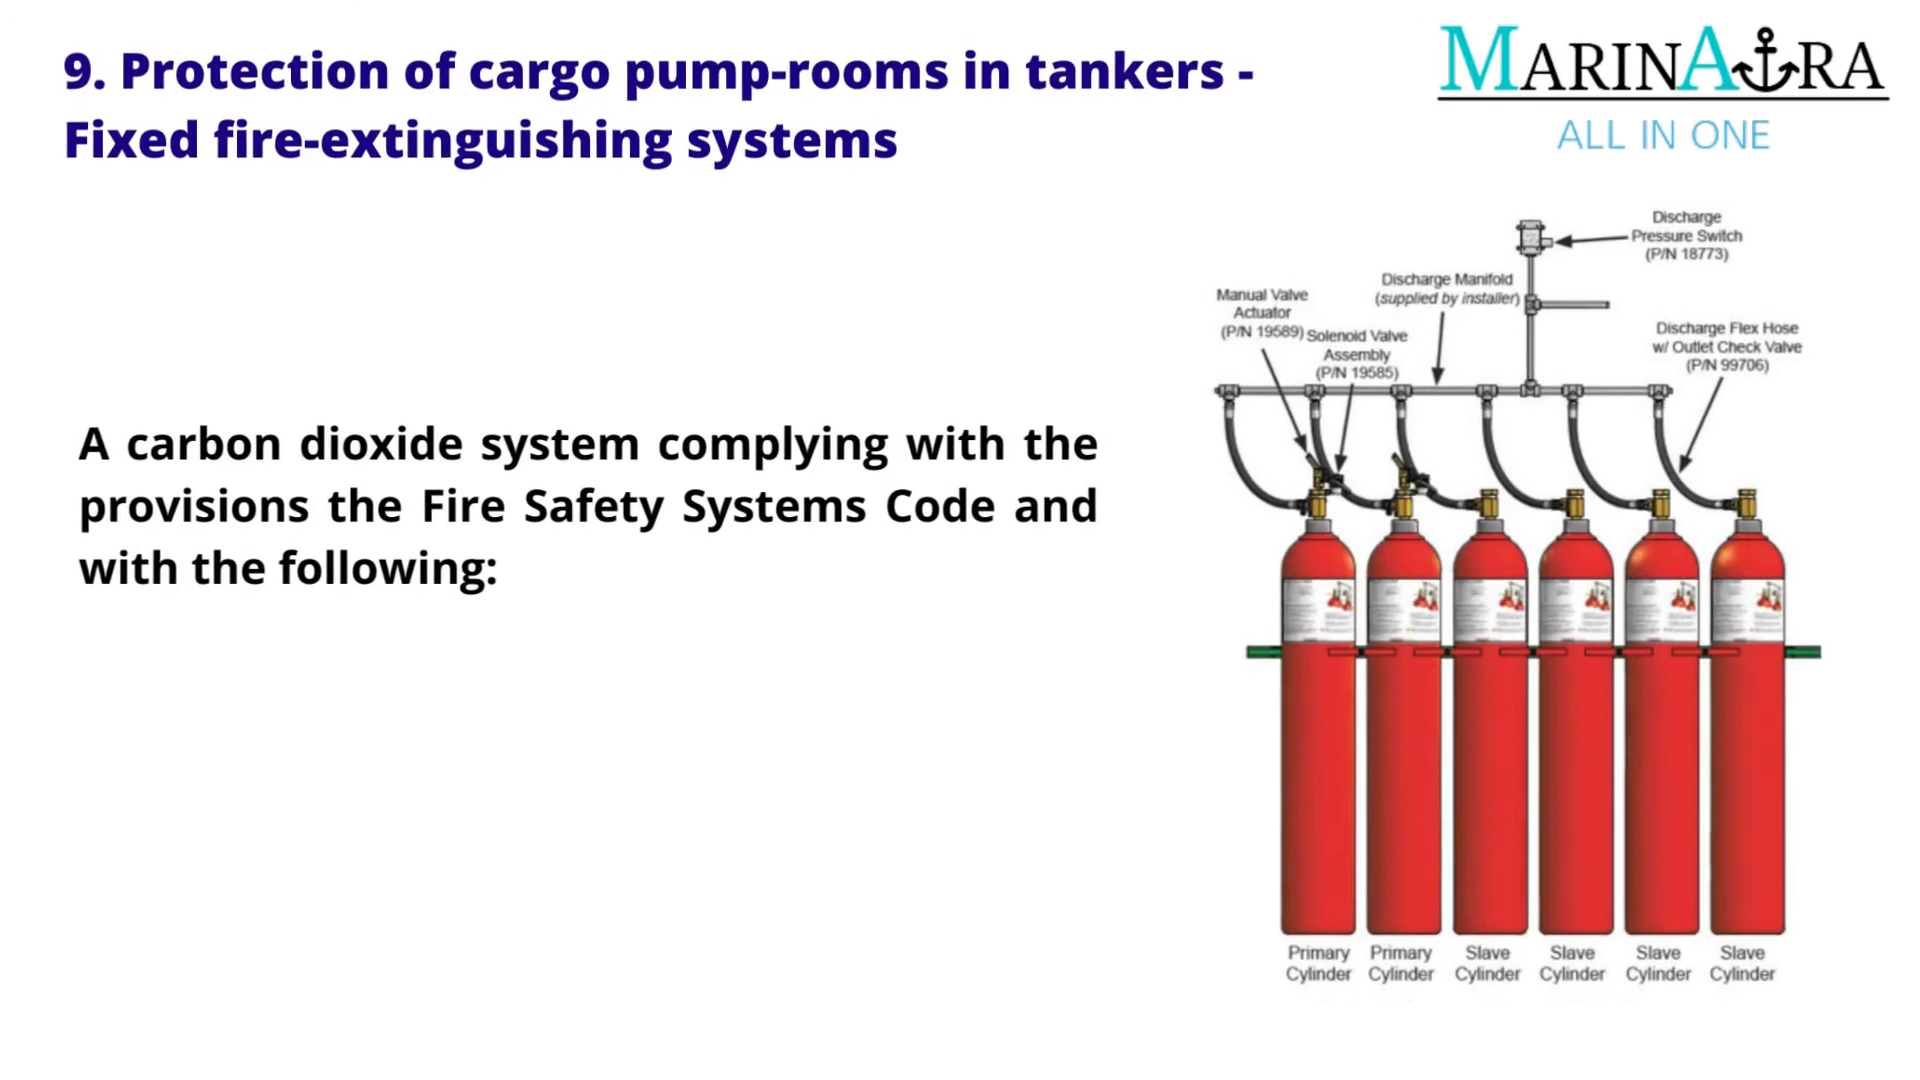 9. Protection of cargo pump-rooms in tankers -
Fixed fire-extinguishing systems
MARINAURA
ALL IN ONE
A carbon dioxide system complying with the
provisions the Fire Safety Systems Code and
with the following:
Discharge
Pressure Switch
(P/N 18773)
Discharge Manifold
(supplied by installer)
Manual Valve
Actuator
(P/N 19589)
Solenoid Valve
Assembly
(P/N 19585)
Discharge Flex Hose
w/ Outlet Check Valve
(P/N 99706)
Primary
Cylinder
Primary
Cylinder
Slave
Cylinder
Slave
Cylinder
Slave
Cylinder
Slave
Cylinder